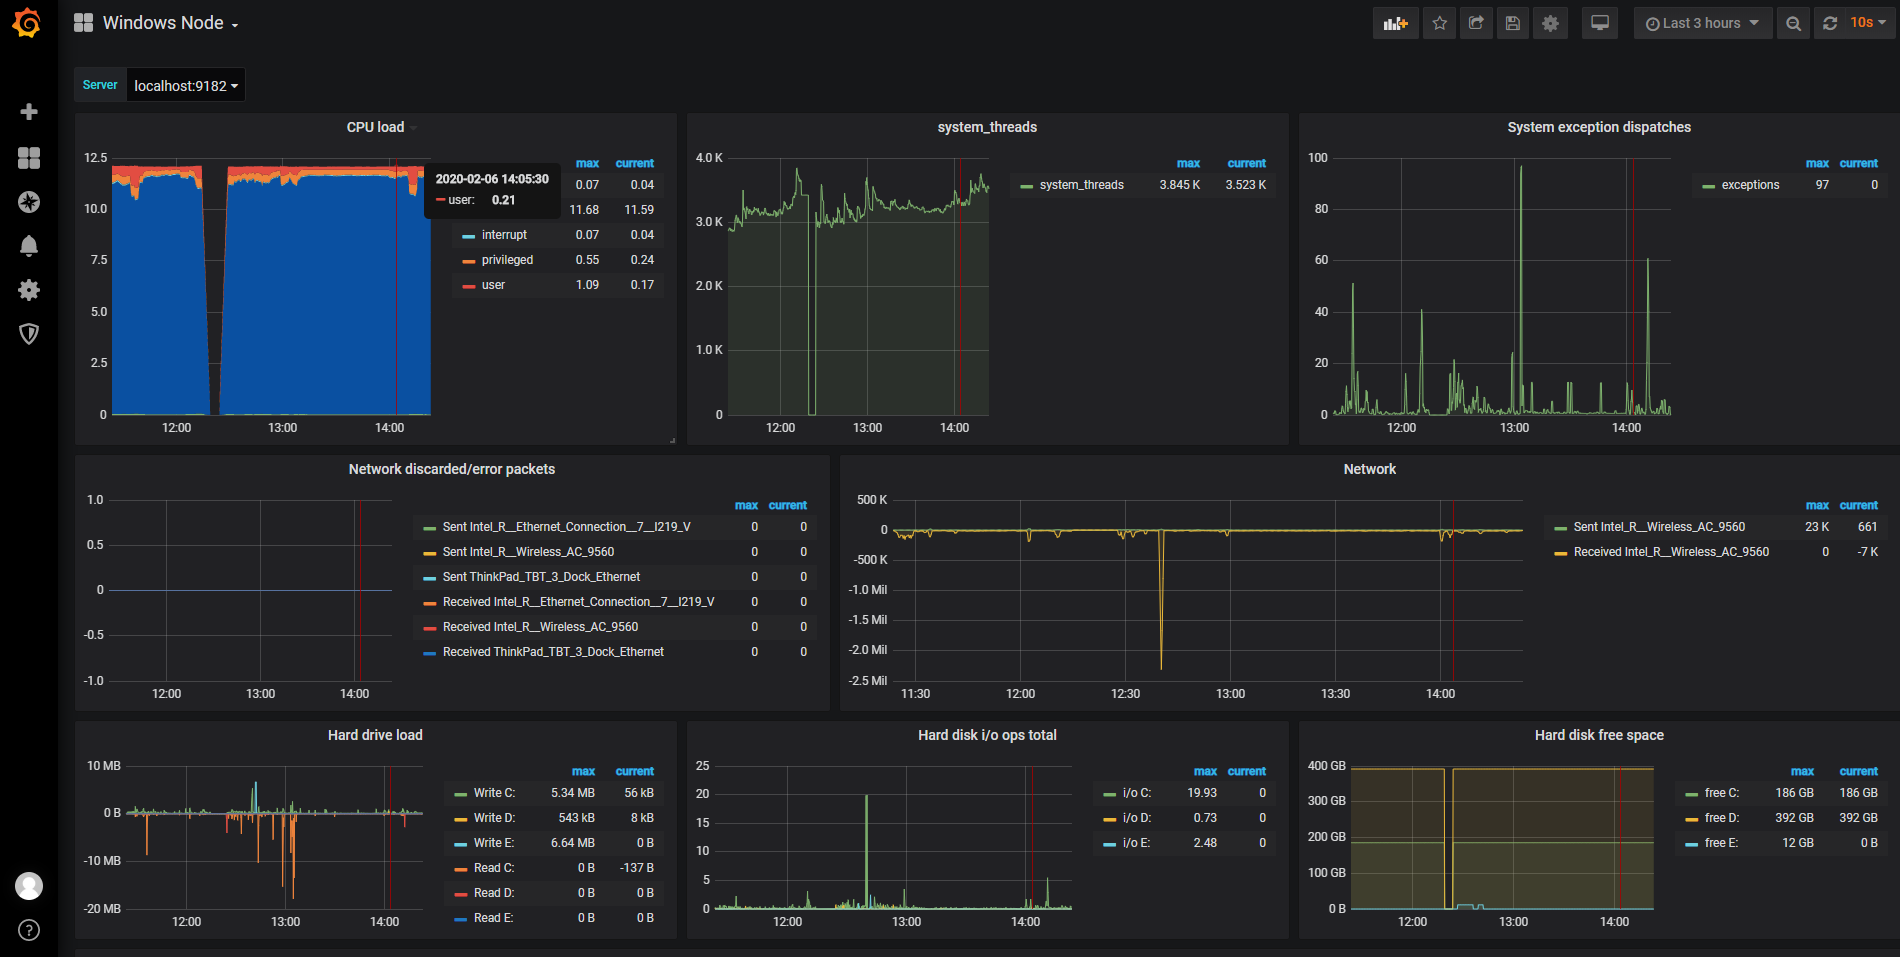 Windows Node
Last 3 hours
10s
Server localhost:9182
CPU load
12.5
10.0
7.5
5.0
2.5
0
12:00 13:00 14:00
max current
0.07 0.04
11.68 11.59
interrupt 0.07 0.04
privileged 0.55 0.24
user 1.09 0.17
2020-02-06 14:05:30
user: 0.21
system_threads
4.0 K
3.0 K
2.0 K
1.0 K
0
12:00 13:00 14:00
max current
system_threads 3.845 K 3.523 K
System exception dispatches
100
80
60
40
20
0
12:00 13:00 14:00
max current
exceptions 97 0
Network discarded/error packets
1.0
0.5
0
-0.5
-1.0
12:00 13:00 14:00
max current
Sent Intel_R__Ethernet_Connection__7__I219_V 0 0
Sent Intel_R__Wireless_AC_9560 0 0
Sent ThinkPad_TBT_3_Dock_Ethernet 0 0
Received Intel_R__Ethernet_Connection__7__I219_V 0 0
Received Intel_R__Wireless_AC_9560 0 0
Received ThinkPad_TBT_3_Dock_Ethernet 0 0
Network
500 K
0
-500 K
-1.0 Mil
-1.5 Mil
-2.0 Mil
-2.5 Mil
11:30 12:00 12:30 13:00 13:30 14:00
max current
Sent Intel_R__Wireless_AC_9560 23 K 661
Received Intel_R__Wireless_AC_9560 0 -7 K
Hard drive load
10 MB
0 B
-10 MB
-20 MB
12:00 13:00 14:00
max current
Write C: 5.34 MB 56 kB
Write D: 543 kB 8 kB
Write E: 6.64 MB 0 B
Read C: 0 B -137 B
Read D: 0 B 0 B
Read E: 0 B 0 B
Hard disk i/o ops total
25
20
15
10
5
0
12:00 13:00 14:00
max current
i/o C: 19.93 0
i/o D: 0.73 0
i/o E: 2.48 0
Hard disk free space
400 GB
300 GB
200 GB
100 GB
0 B
12:00 13:00 14:00
max current
free C: 186 GB 186 GB
free D: 392 GB 392 GB
free E: 12 GB 0 B